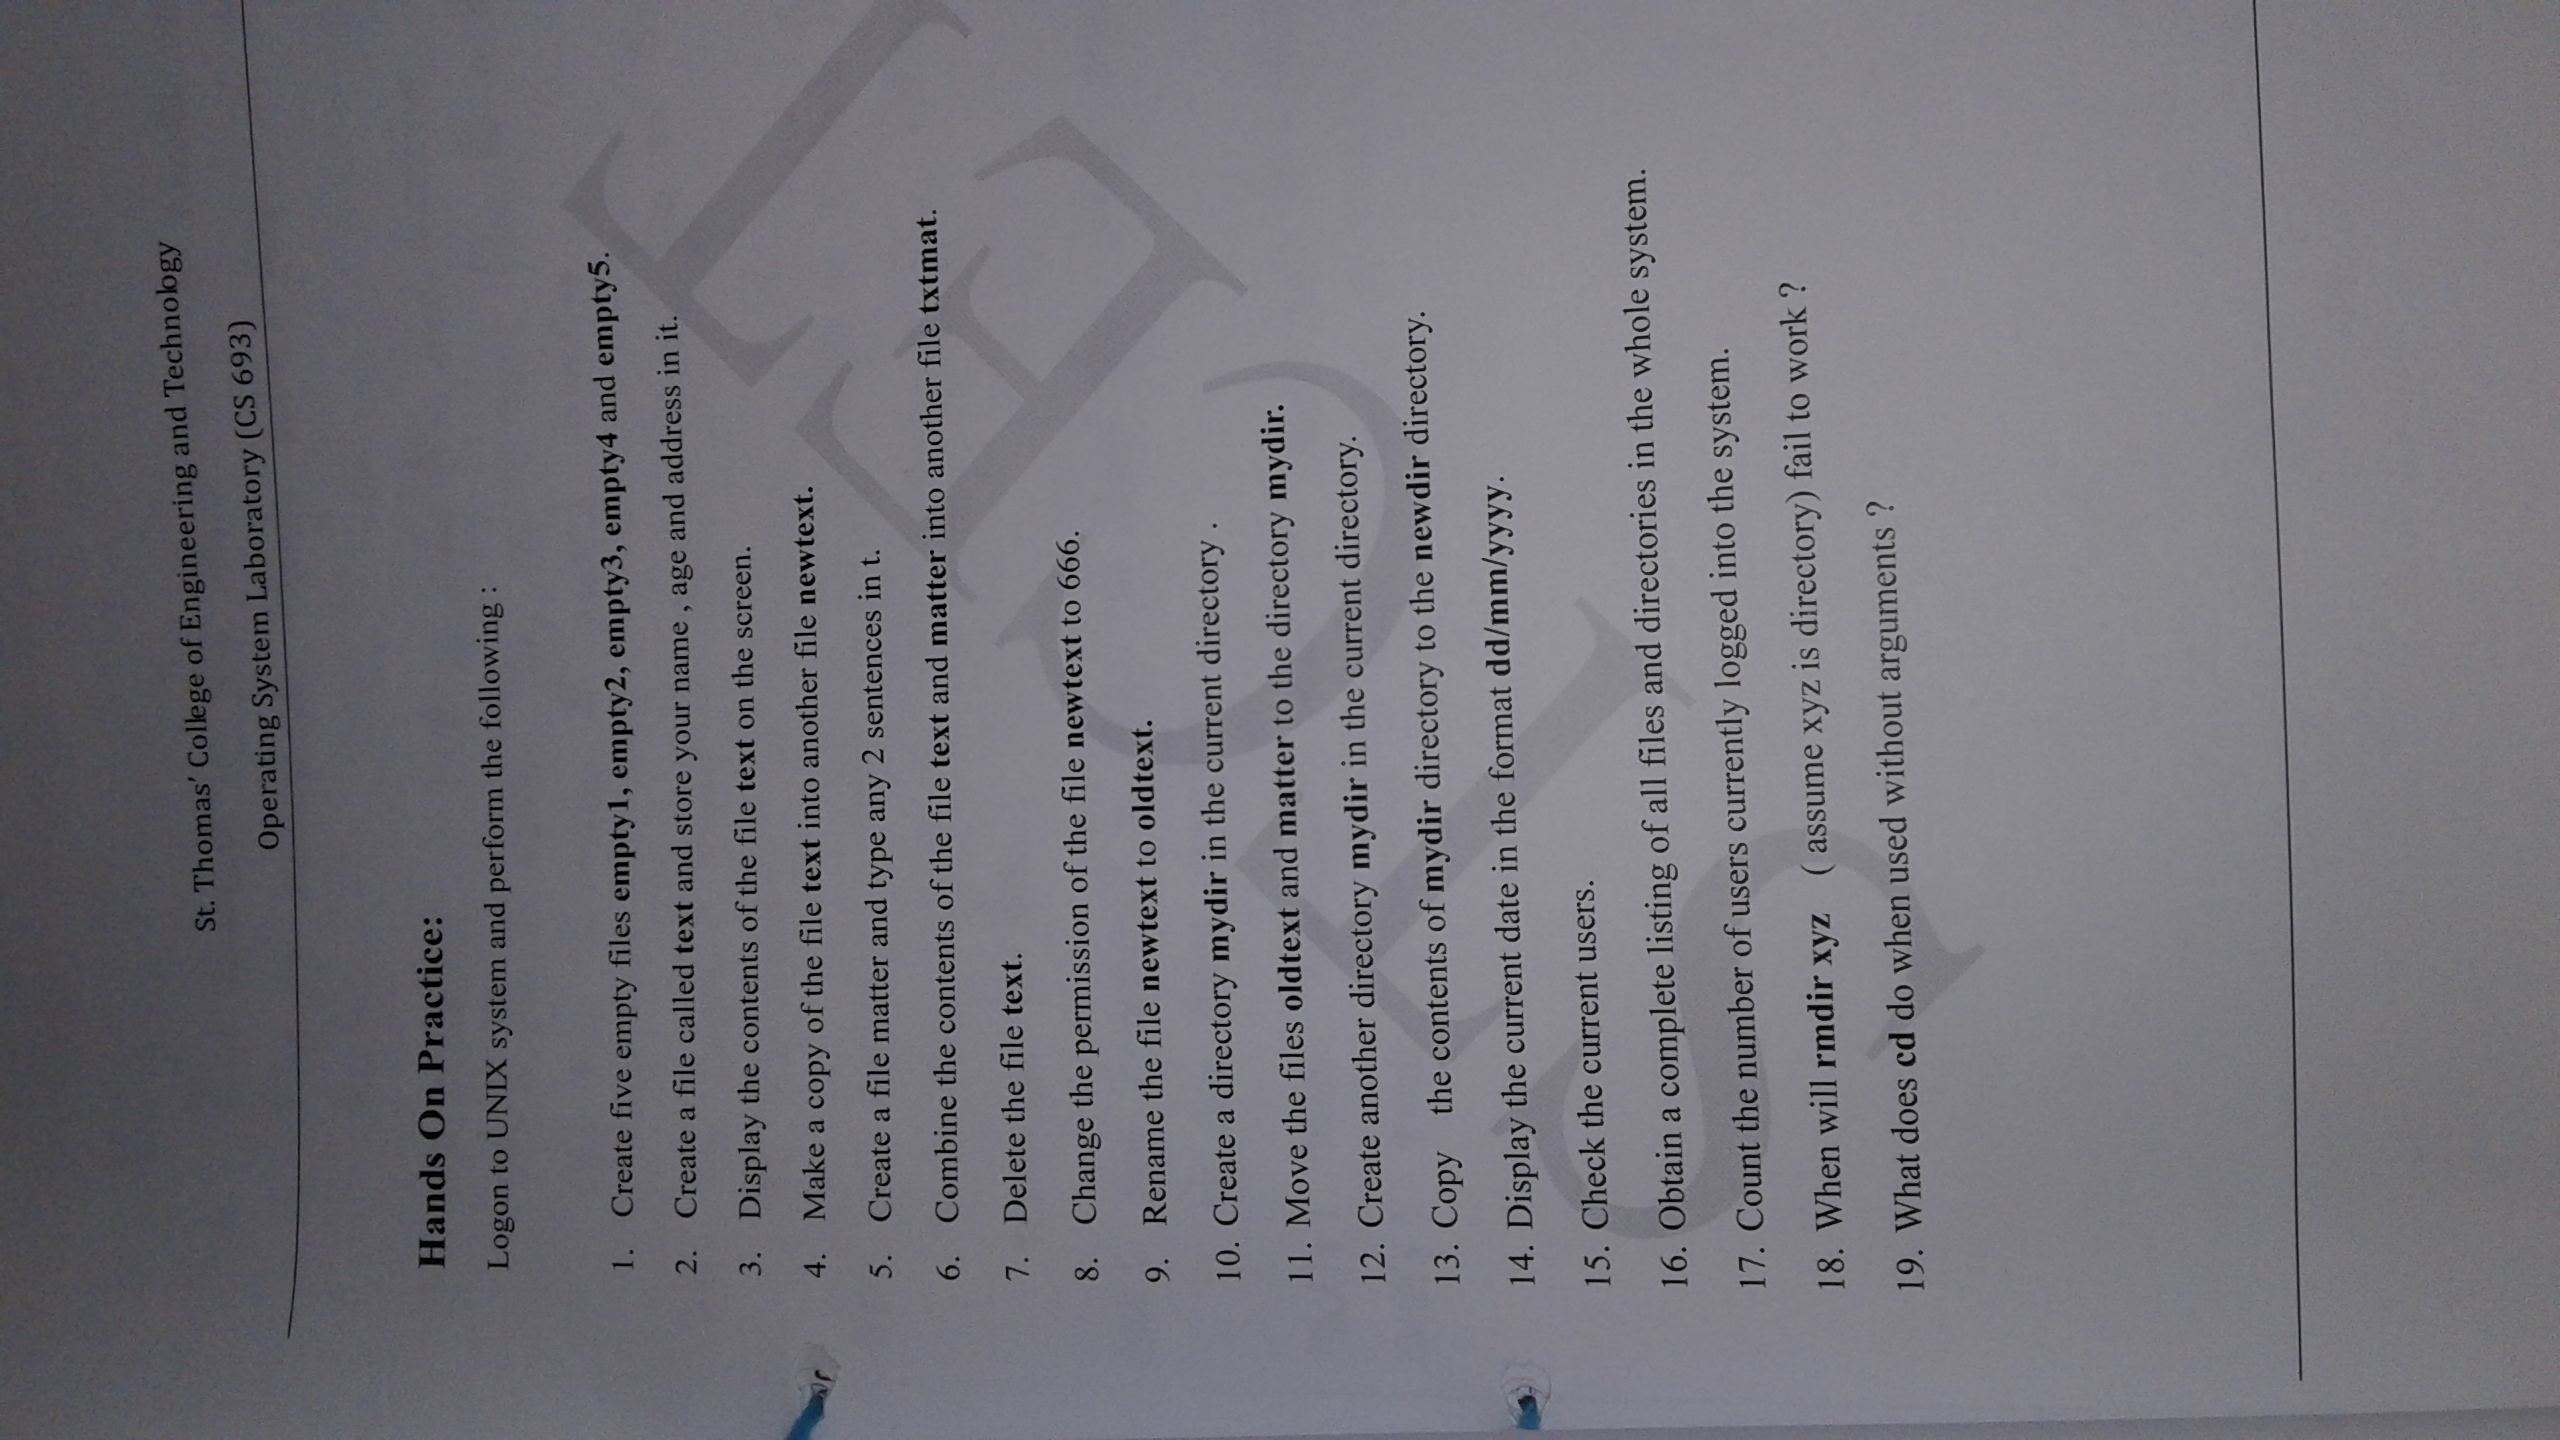 St. Thomas' College of Engineering and Technology
Operating System Laboratory (CS 693)
Hands On Practice:
Logon to UNIX system and perform the following :
1. Create five empty files empty1, empty2, empty3, empty4 and empty5.
2. Create a file called text and store your name , age and address in it.
3. Display the contents of the file text on the screen.
4. Make a copy of the file text into another file newtext.
5. Create a file matter and type any 2 sentences in t.
6. Combine the contents of the file text and matter into another file txtmat.
7. Delete the file text.
8. Change the permission of the file newtext to 666.
9. Rename the file newtext to oldtext.
10. Create a directory mydir in the current directory .
11. Move the files oldtext and matter to the directory mydir.
12. Create another directory mydir in the current directory.
13. Copy the contents of mydir directory to the newdir directory.
14. Display the current date in the format dd/mm/yyyy.
15. Check the current users.
16. Obtain a complete listing of all files and directories in the whole system.
17. Count the number of users currently logged into the system.
18. When will rmdir xyz ( assume xyz is directory) fail to work ?
19. What does cd do when used without arguments ?
STCET